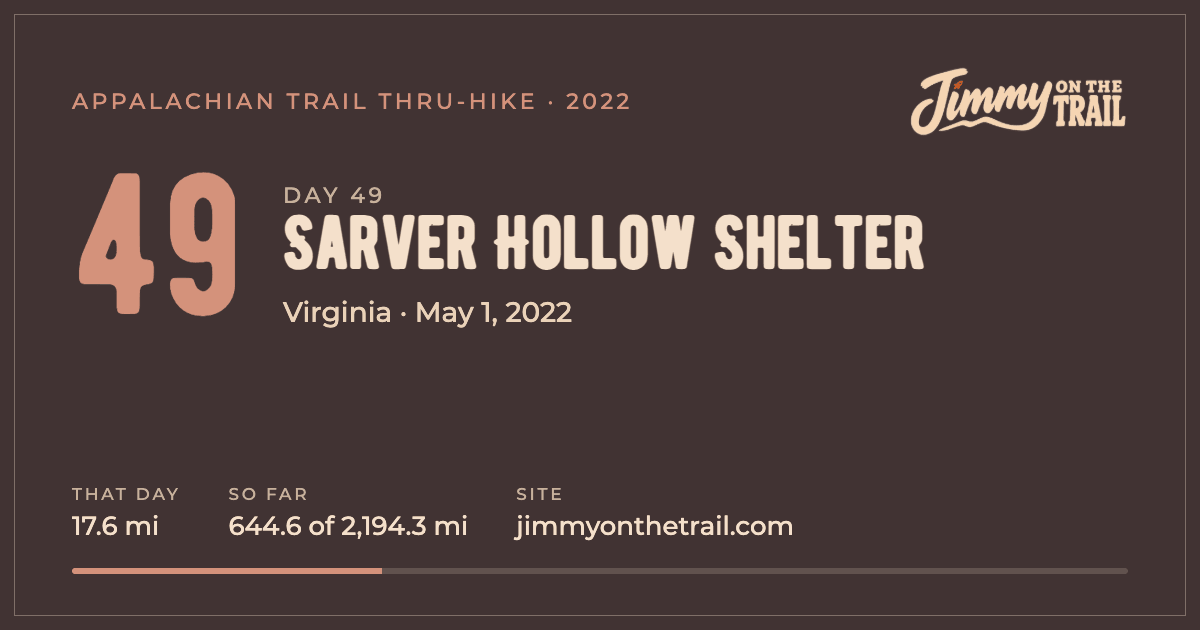 APPALACHIAN TRAIL THRU-HIKE · 2022
Jimmy ON THE TRAIL
49
DAY 49
SARVER HOLLOW SHELTER
Virginia · May 1, 2022
THAT DAY SO FAR SITE
17.6 mi 644.6 of 2,194.3 mi jimmyonthetrail.com